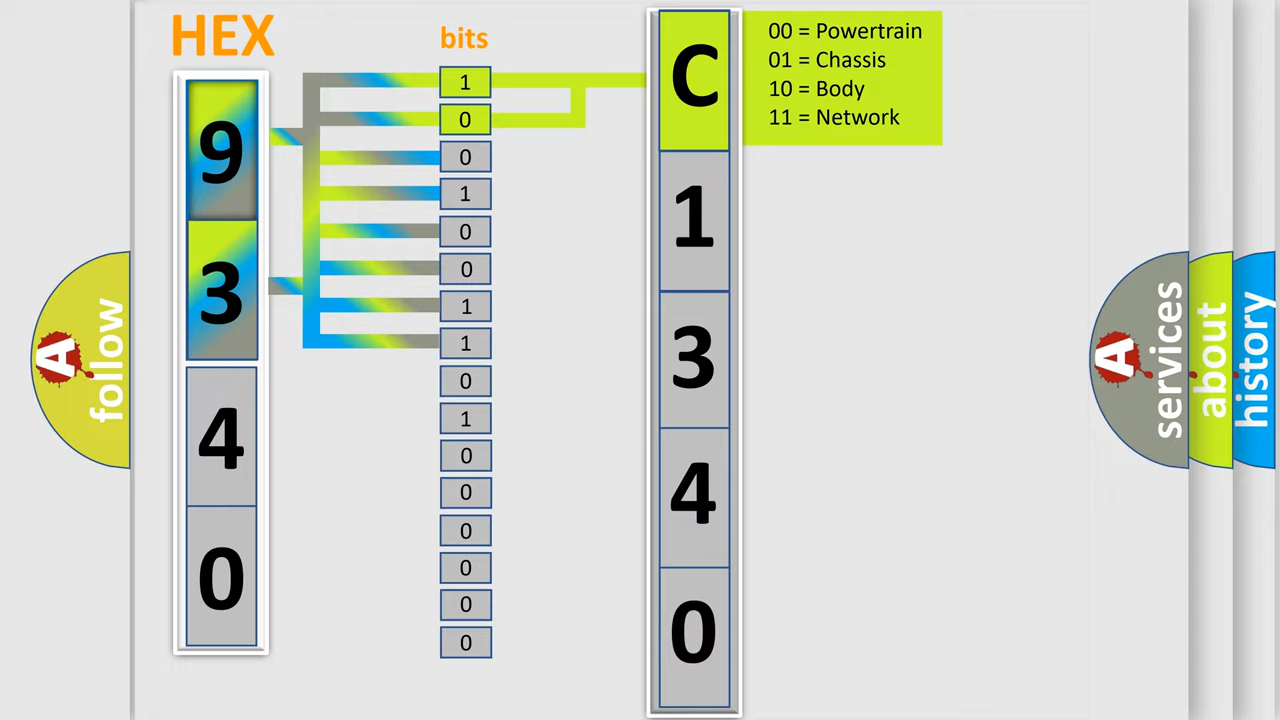 HEX
bits
9
3
4
0
1
0
0
1
0
0
1
1
0
1
0
0
0
0
0
0
C
1
3
4
0
00 = Powertrain
01 = Chassis
10 = Body
11 = Network
A
follow
A
services
about
history